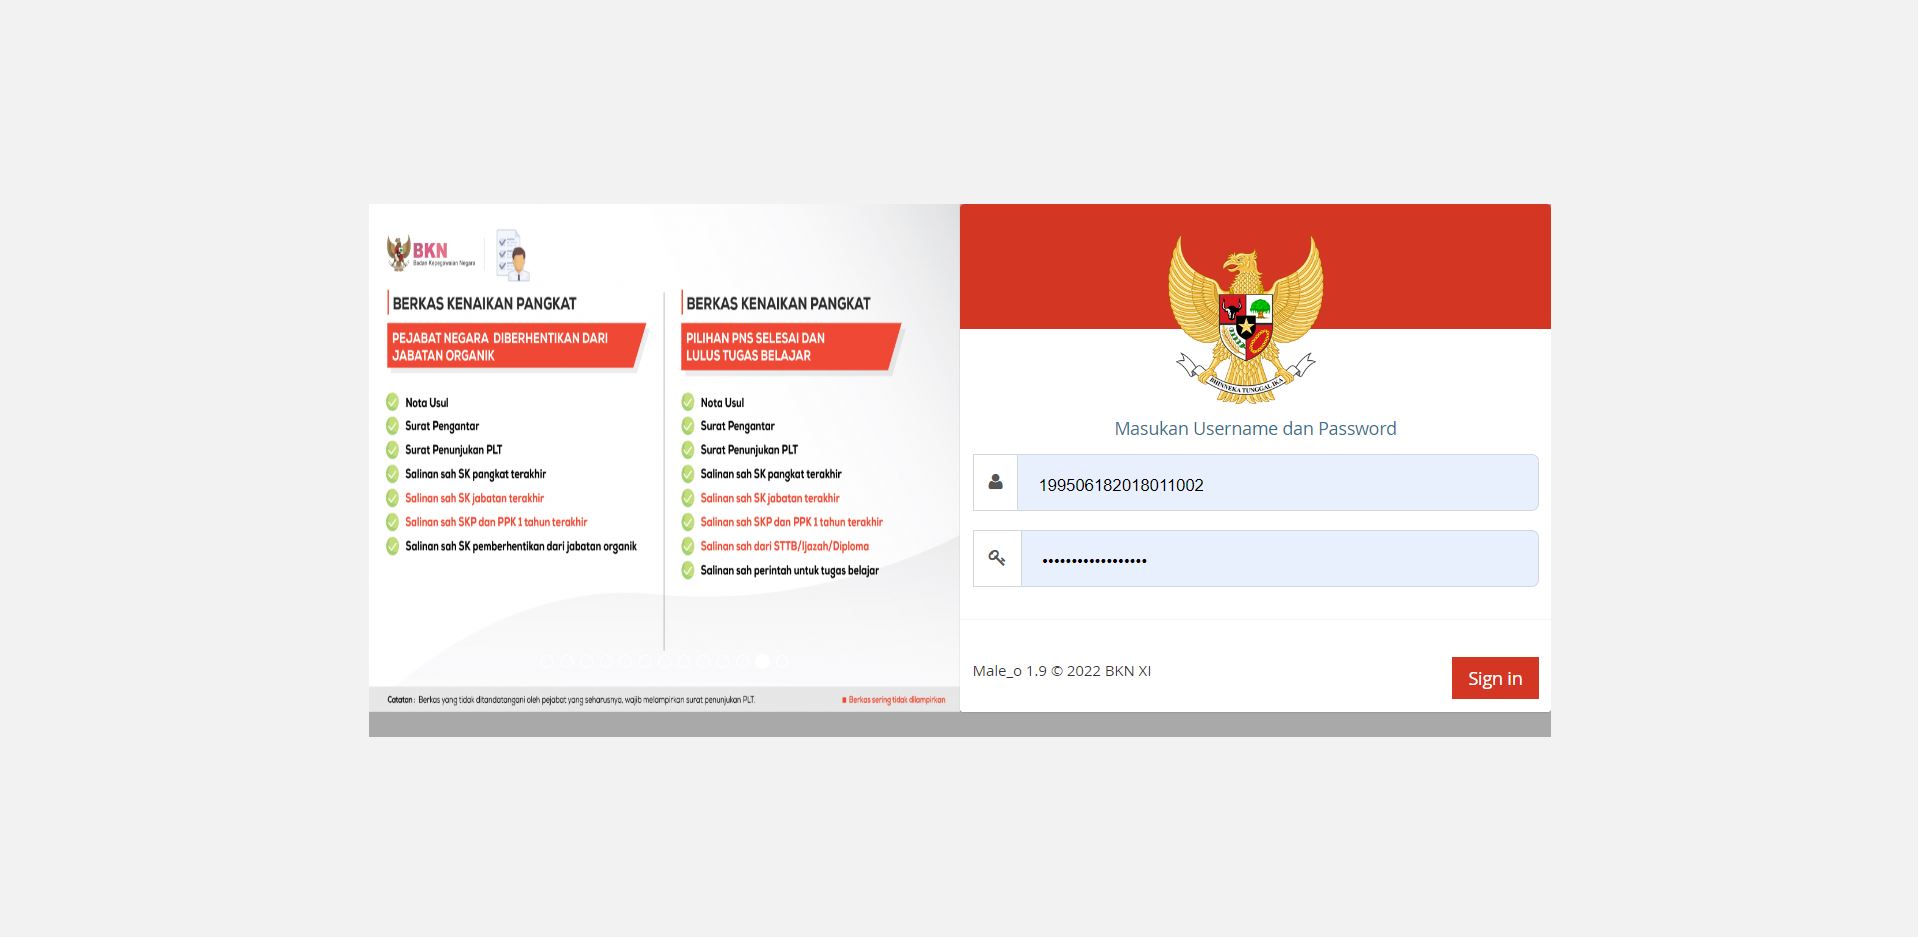 BKN
Badan Kepegawaian Negara
BERKAS KENAIKAN PANGKAT
PEJABAT NEGARA DIBERHENTIKAN DARI
JABATAN ORGANIK
Nota Usul
Surat Pengantar
Surat Penunjukan PLT
Salinan sah SK pangkat terakhir
Salinan sah SK jabatan terakhir
Salinan sah SKP dan PPK 1 tahun terakhir
Salinan sah SK pemberhentikan dari jabatan organik
BERKAS KENAIKAN PANGKAT
PILIHAN PNS SELESAI DAN
LULUS TUGAS BELAJAR
Nota Usul
Surat Pengantar
Surat Penunjukan PLT
Salinan sah SK pangkat terakhir
Salinan sah SK jabatan terakhir
Salinan sah SKP dan PPK 1 tahun terakhir
Salinan sah dari STTB/Ijazah/Diploma
Salinan sah perintah untuk tugas belajar
Catatan : Berkas yang tidak ditandatangani oleh pejabat yang seharusnya, wajib melampirkan surat penunjukan PLT.
Berkas sering tidak dilampirkan
BHINNEKA TUNGGAL IKA
Masukan Username dan Password
199506182018011002
••••••••••••••••••
Male_o 1.9 © 2022 BKN XI
Sign in